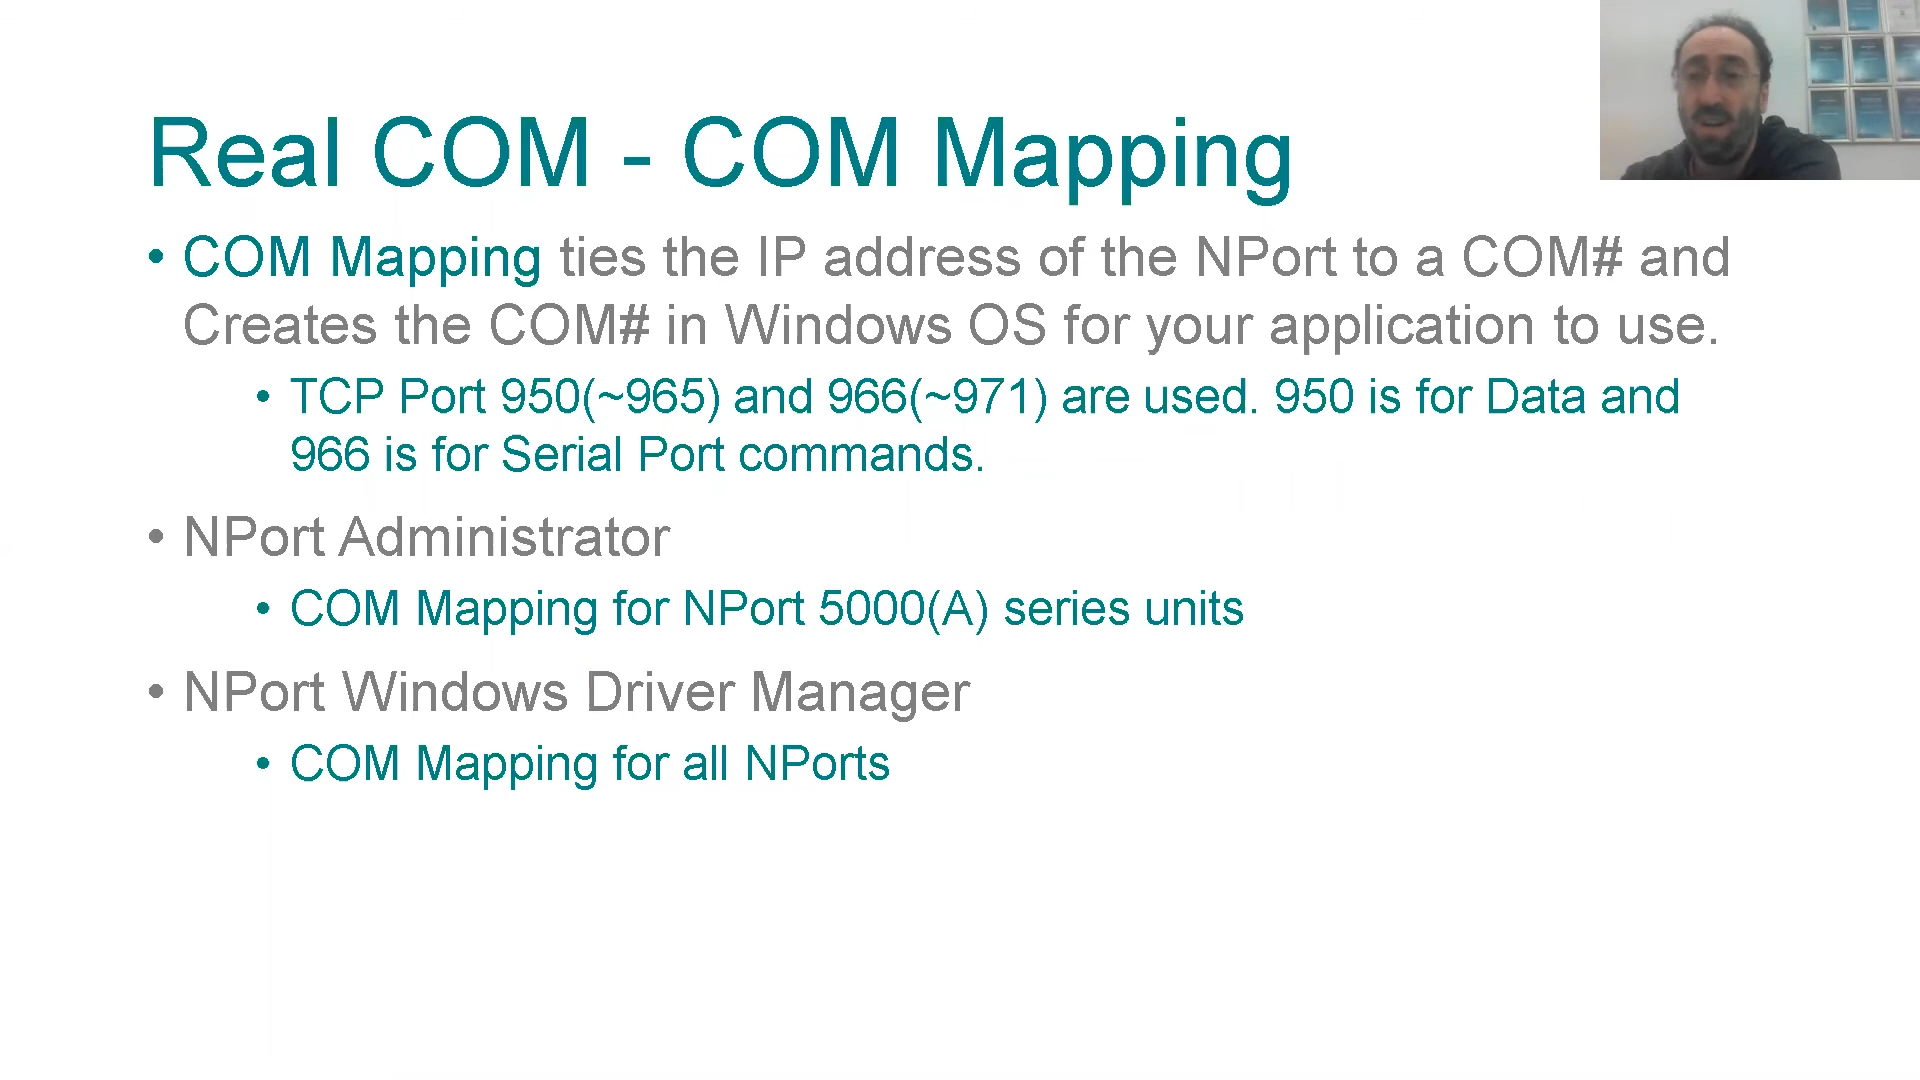 Real COM - COM Mapping
• COM Mapping ties the IP address of the NPort to a COM# and
Creates the COM# in Windows OS for your application to use.
• TCP Port 950(~965) and 966(~971) are used. 950 is for Data and
966 is for Serial Port commands.
• NPort Administrator
• COM Mapping for NPort 5000(A) series units
• NPort Windows Driver Manager
• COM Mapping for all NPorts